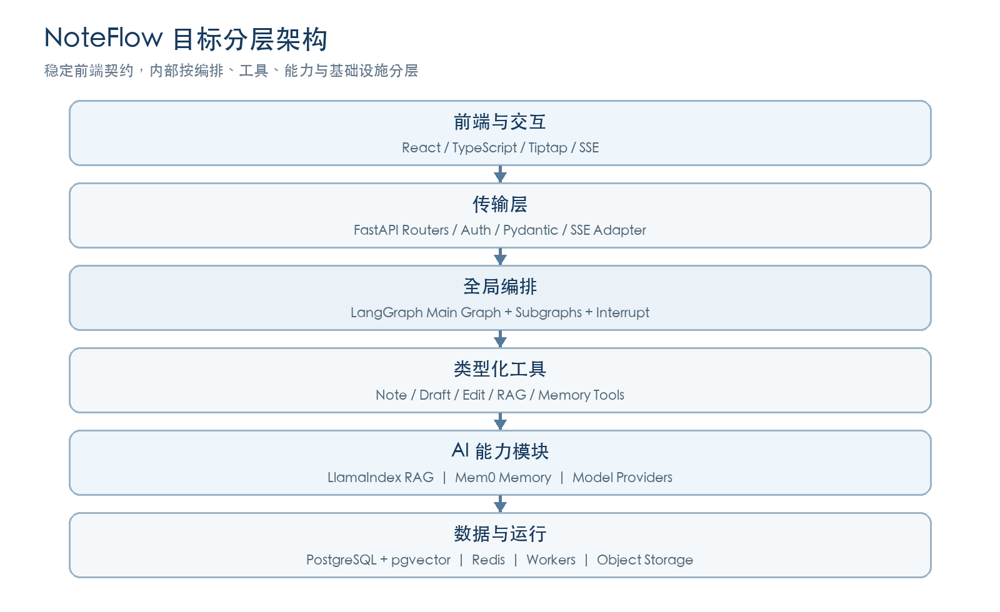 NoteFlow 目标分层架构
稳定前端契约，内部按编排、工具、能力与基础设施分层
前端与交互
React / TypeScript / Tiptap / SSE
传输层
FastAPI Routers / Auth / Pydantic / SSE Adapter
全局编排
LangGraph Main Graph + Subgraphs + Interrupt
类型化工具
Note / Draft / Edit / RAG / Memory Tools
AI 能力模块
LlamaIndex RAG | Mem0 Memory | Model Providers
数据与运行
PostgreSQL + pgvector | Redis | Workers | Object Storage